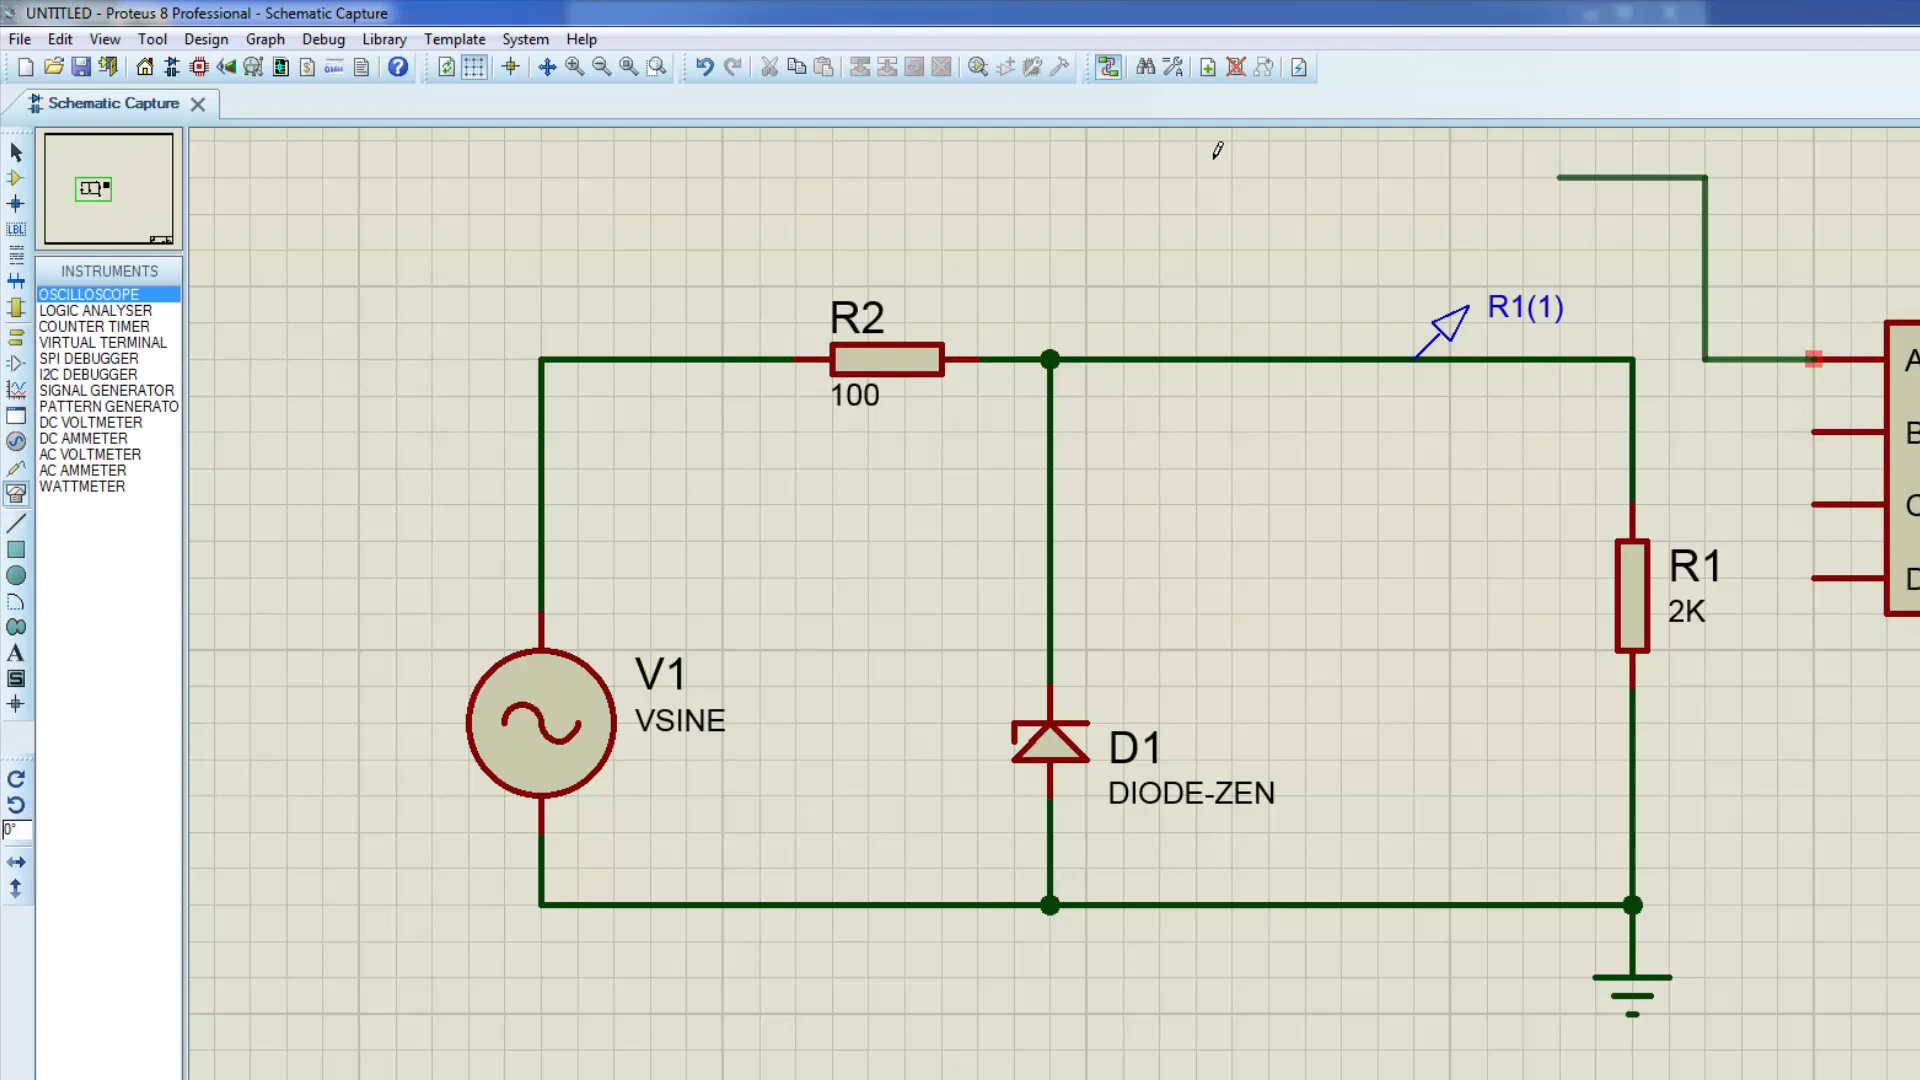 UNTITLED - Proteus 8 Professional - Schematic Capture
File Edit View Tool Design Graph Debug Library Template System Help
Schematic Capture
LBL
INSTRUMENTS
OSCILLOSCOPE
LOGIC ANALYSER
COUNTER TIMER
VIRTUAL TERMINAL
SPI DEBUGGER
I2C DEBUGGER
SIGNAL GENERATOR
PATTERN GENERATO
DC VOLTMETER
DC AMMETER
AC VOLTMETER
AC AMMETER
WATTMETER
A
S
0°
R2
100
R1(1)
A
B
C
D
R1
2K
V1
VSINE
D1
DIODE-ZEN